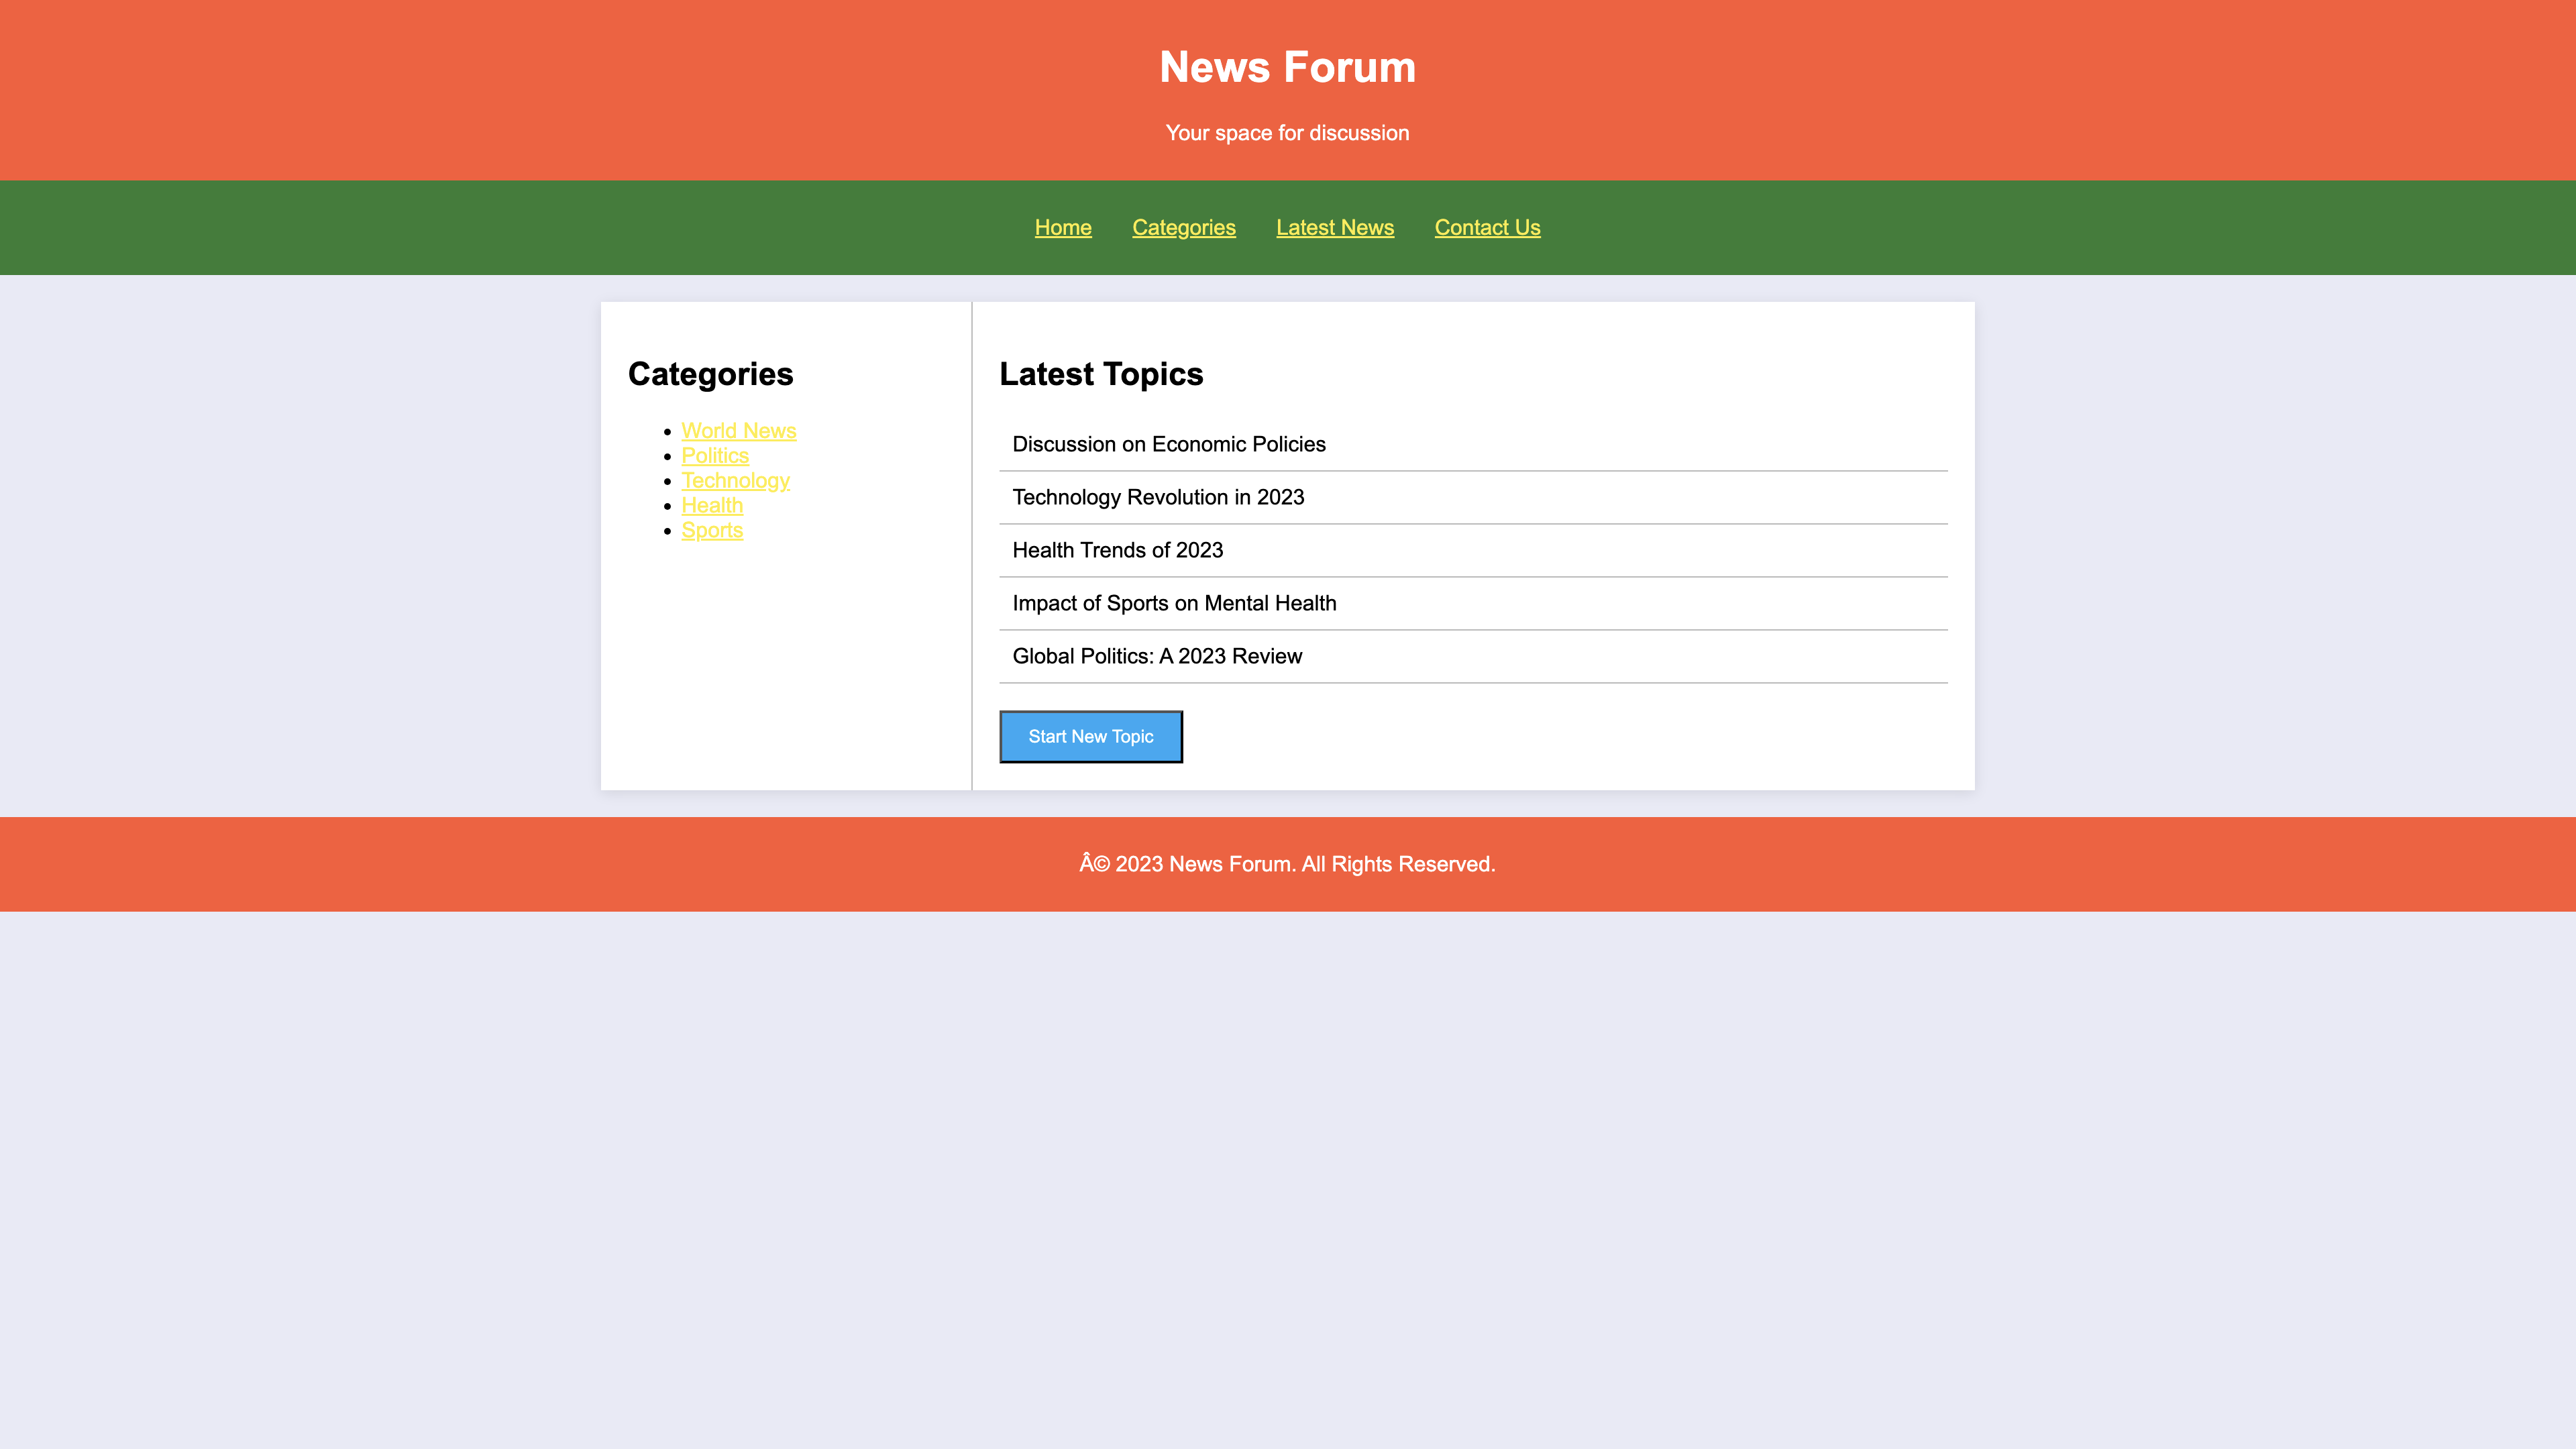 News Forum
Your space for discussion
Home Categories Latest News Contact Us
Categories
World News
Politics
Technology
Health
Sports
Latest Topics
Discussion on Economic Policies
Technology Revolution in 2023
Health Trends of 2023
Impact of Sports on Mental Health
Global Politics: A 2023 Review
Start New Topic
Â© 2023 News Forum. All Rights Reserved.